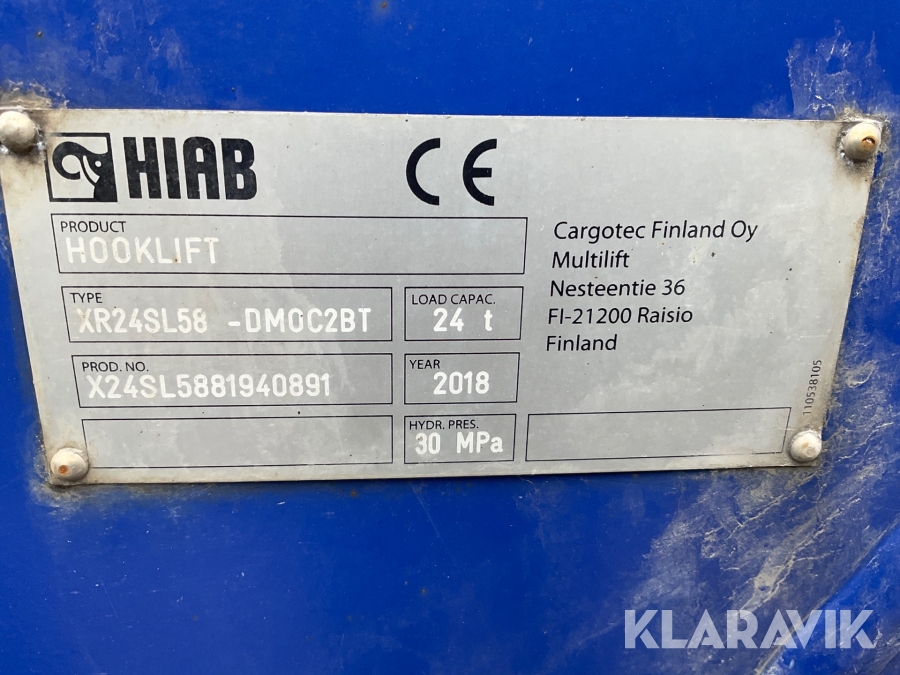 HIAB
CE
PRODUCT
HOOKLIFT
TYPE
XR24SL58 -DM0C2BT
LOAD CAPAC.
24 t
PROD. NO.
X24SL5881940891
YEAR
2018
HYDR. PRES.
30 MPa
Cargotec Finland Oy
Multilift
Nesteentie 36
FI-21200 Raisio
Finland
110538105
KLARAVIK